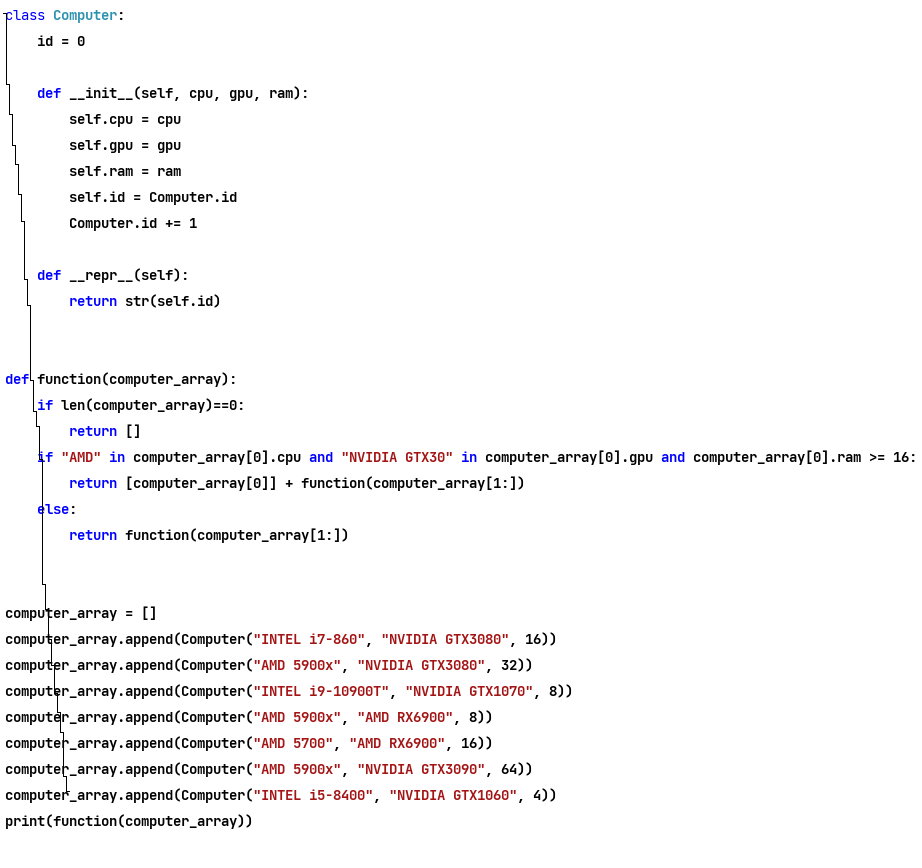 class Computer:
    id = 0
    def __init__(self, cpu, gpu, ram):
        self.cpu = cpu
        self.gpu = gpu
        self.ram = ram
        self.id = Computer.id
        Computer.id += 1
    def __repr__(self):
        return str(self.id)
def function(computer_array):
    if len(computer_array)==0:
        return []
    if "AMD" in computer_array[0].cpu and "NVIDIA GTX30" in computer_array[0].gpu and computer_array[0].ram >= 16:
        return [computer_array[0]] + function(computer_array[1:])
    else:
        return function(computer_array[1:])
computer_array = []
computer_array.append(Computer("INTEL i7-860", "NVIDIA GTX3080", 16))
computer_array.append(Computer("AMD 5900x", "NVIDIA GTX3080", 32))
computer_array.append(Computer("INTEL i9-10900T", "NVIDIA GTX1070", 8))
computer_array.append(Computer("AMD 5900x", "AMD RX6900", 8))
computer_array.append(Computer("AMD 5700", "AMD RX6900", 16))
computer_array.append(Computer("AMD 5900x", "NVIDIA GTX3090", 64))
computer_array.append(Computer("INTEL i5-8400", "NVIDIA GTX1060", 4))
print(function(computer_array))